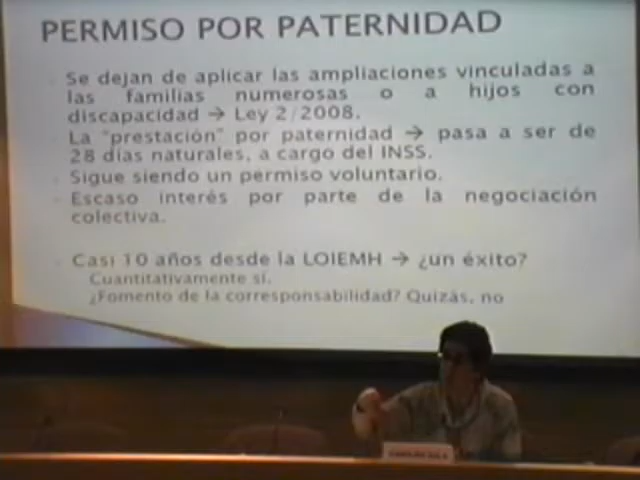 PERMISO POR PATERNIDAD
Se dejan de aplicar las ampliaciones vinculadas a
las familias numerosas o a hijos con
discapacidad → Ley 2/2008.
La "prestación" por paternidad → pasa a ser de
28 días naturales, a cargo del INSS.
Sigue siendo un permiso voluntario.
Escaso interés por parte de la negociación
colectiva.
Casi 10 años desde la LOIEMH → ¿un éxito?
Cuantitativamente sí.
¿Fomento de la corresponsabilidad? Quizás, no